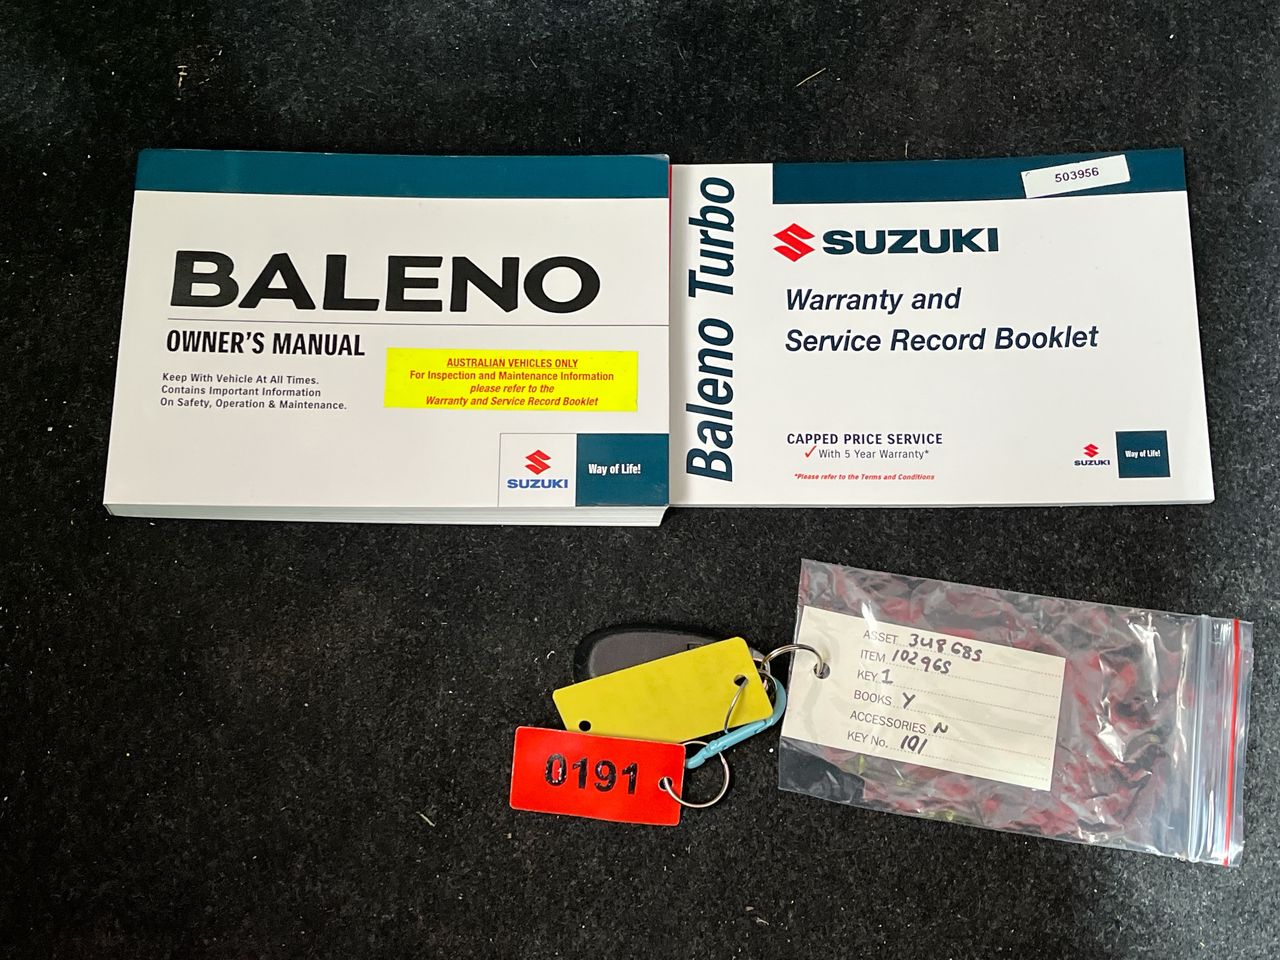 BALENO
OWNER'S MANUAL
Keep With Vehicle At All Times.
Contains Important Information
On Safety, Operation & Maintenance.
AUSTRALIAN VEHICLES ONLY
For Inspection and Maintenance Information
please refer to the
Warranty and Service Record Booklet
SUZUKI
Way of Life!
Baleno Turbo
503956
SUZUKI
Warranty and
Service Record Booklet
CAPPED PRICE SERVICE
✓With 5 Year Warranty*
*Please refer to the Terms and Conditions
SUZUKI
Way of Life!
ASSET
ITEM 102965
KEY 1
BOOKS Y
ACCESSORIES N
KEY No. 191
0191